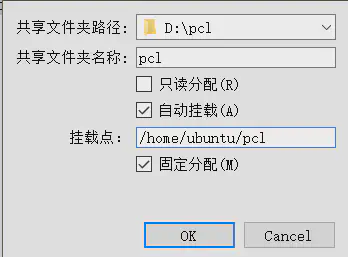 共享文件夹路径: D:\pcl
共享文件夹名称: pcl
只读分配(R)
自动挂载(A)
挂载点: /home/ubuntu/pcl
固定分配(M)
OK Cancel